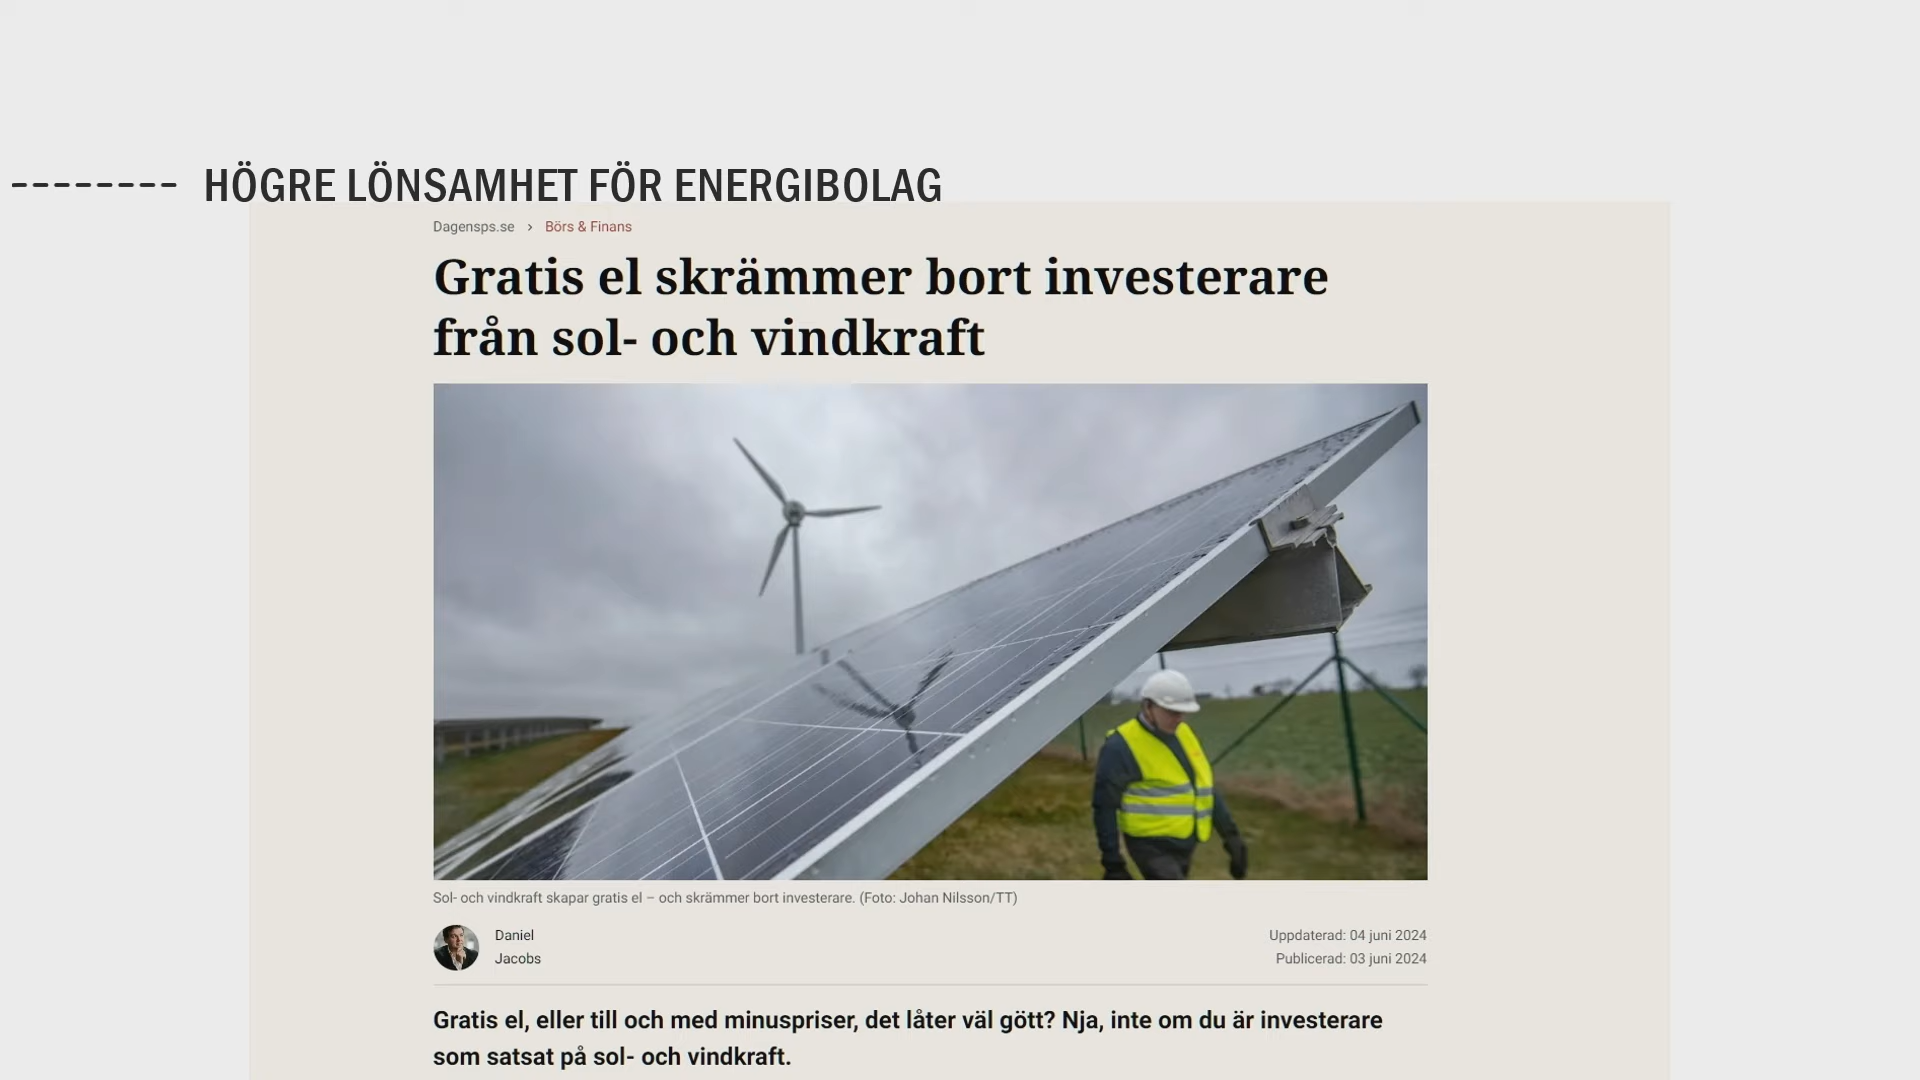 -------- HÖGRE LÖNSAMHET FÖR ENERGIBOLAG
Dagensps.se › Börs & Finans
Gratis el skrämmer bort investerare
från sol- och vindkraft
Sol- och vindkraft skapar gratis el – och skrämmer bort investerare. (Foto: Johan Nilsson/TT)
Daniel
Jacobs
Uppdaterad: 04 juni 2024
Publicerad: 03 juni 2024
Gratis el, eller till och med minuspriser, det låter väl gött? Nja, inte om du är investerare
som satsat på sol- och vindkraft.